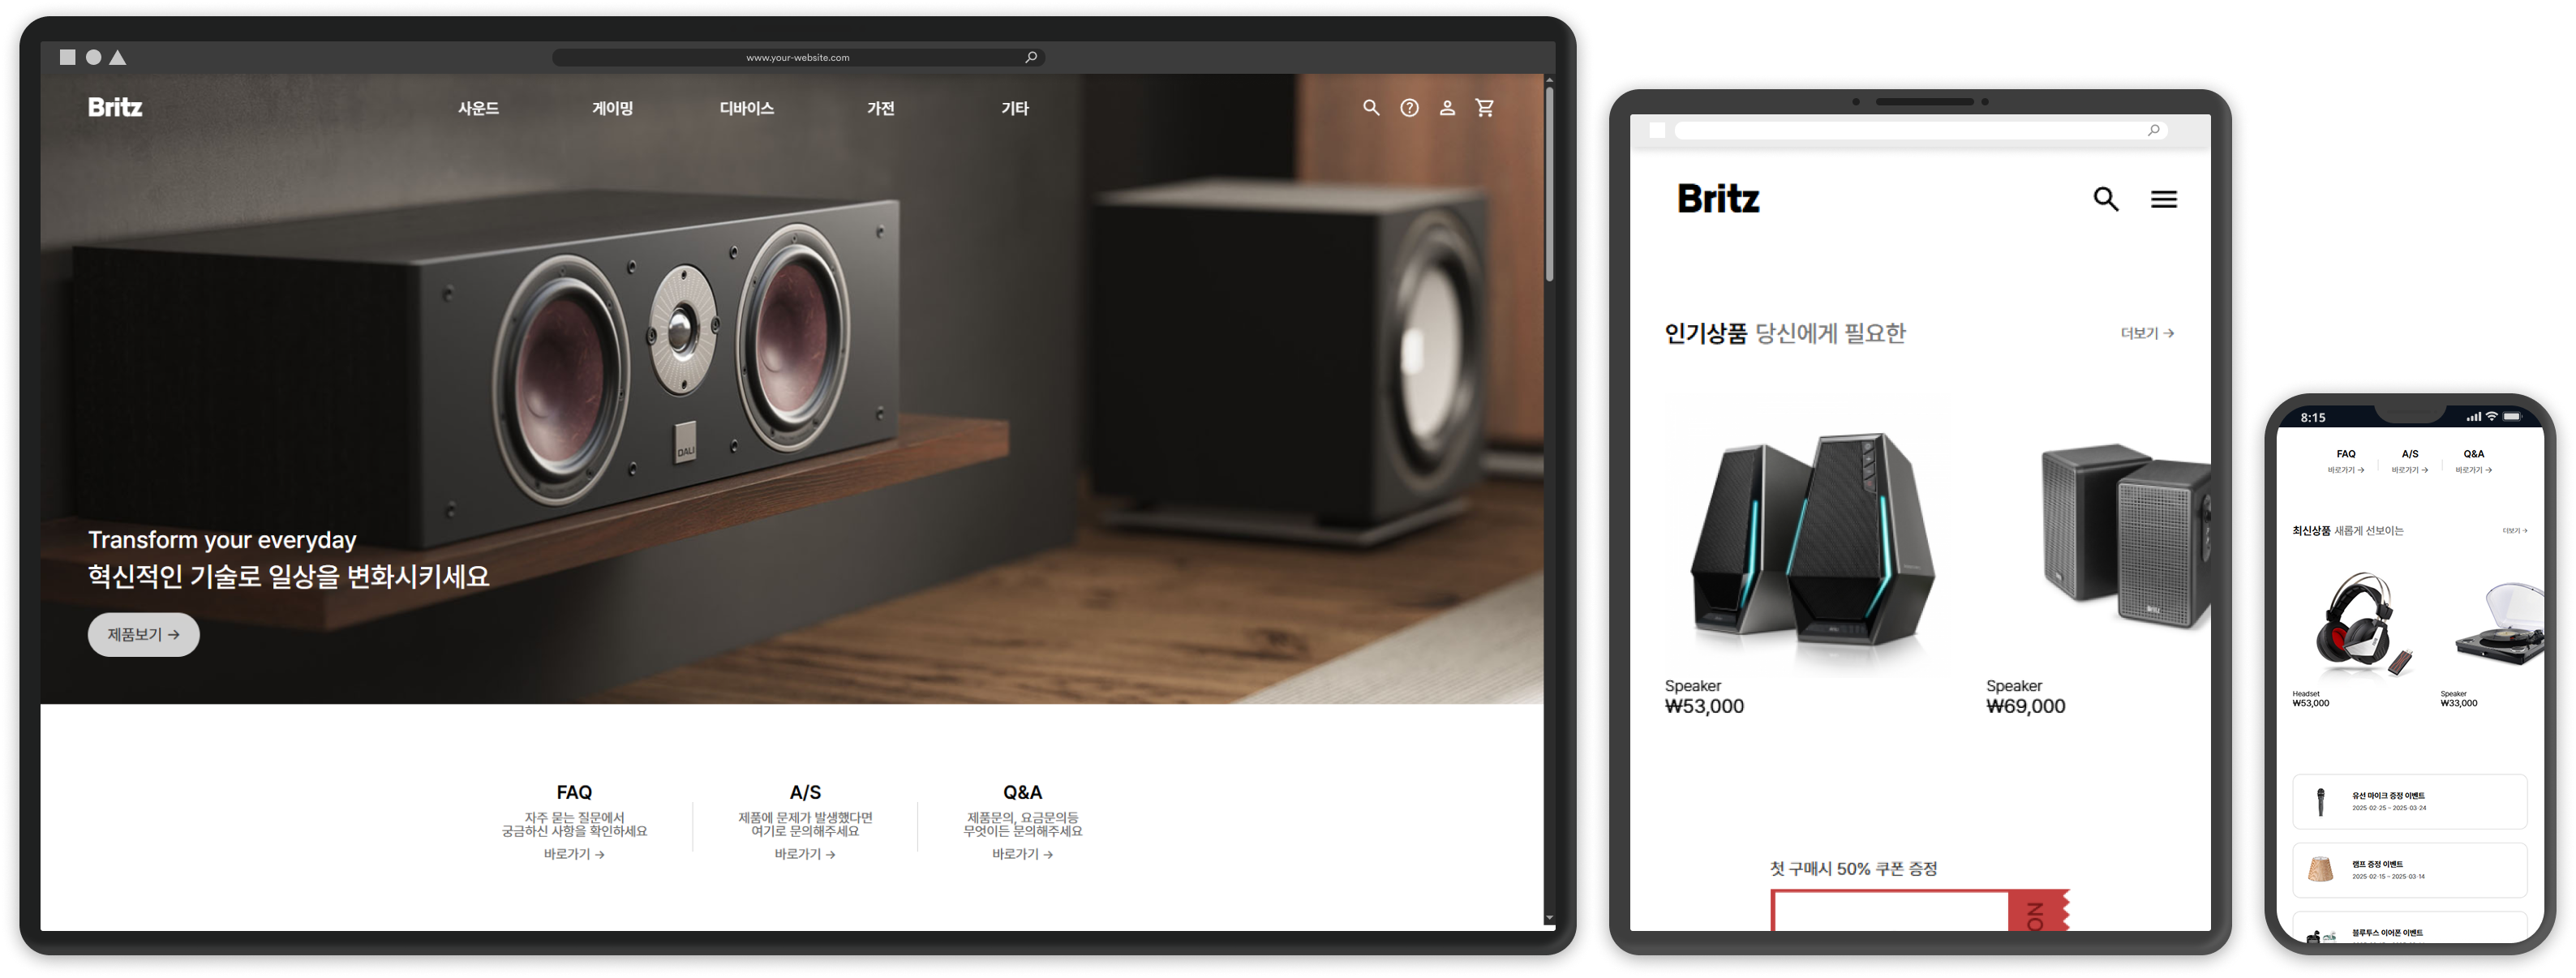 www.your-website.com
Britz
사운드 게이밍 디바이스 가전 기타
DALI
Transform your everyday
혁신적인 기술로 일상을 변화시키세요
제품보기 →
FAQ
자주 묻는 질문에서
궁금하신 사항을 확인하세요
바로가기 →
A/S
제품에 문제가 발생했다면
여기로 문의해주세요
바로가기 →
Q&A
제품문의, 요금문의등
무엇이든 문의해주세요
바로가기 →
Britz
인기상품 당신에게 필요한
더보기 →
Speaker
₩53,000
Speaker
₩69,000
첫 구매시 50% 쿠폰 증정
ON
8:15
FAQ
바로가기 →
A/S
바로가기 →
Q&A
바로가기 →
최신상품 새롭게 선보이는
더보기 →
Headset
₩53,000
Speaker
₩33,000
유선 마이크 증정 이벤트
2025-02-25 ~ 2025-03-24
램프 증정 이벤트
2025-02-15 ~ 2025-03-14
블루투스 이어폰 이벤트